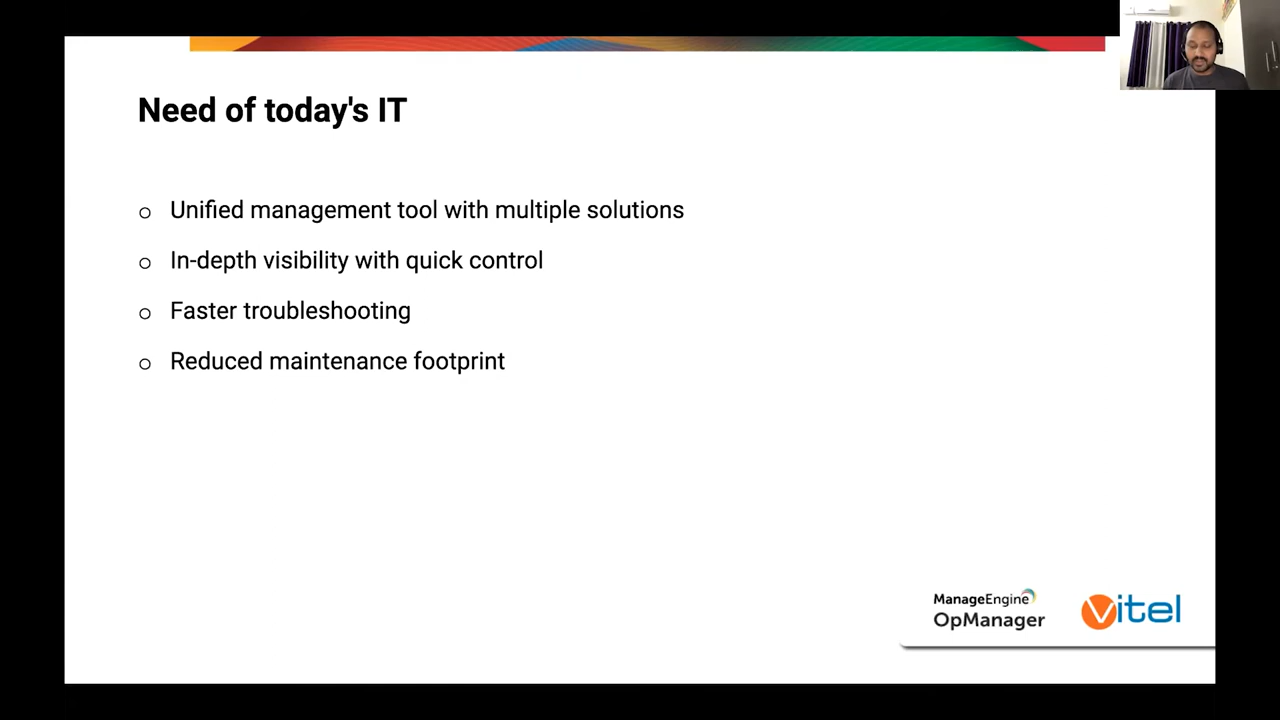 Need of today's IT
o Unified management tool with multiple solutions
o In-depth visibility with quick control
o Faster troubleshooting
o Reduced maintenance footprint
ManageEngine
OpManager
Vitel